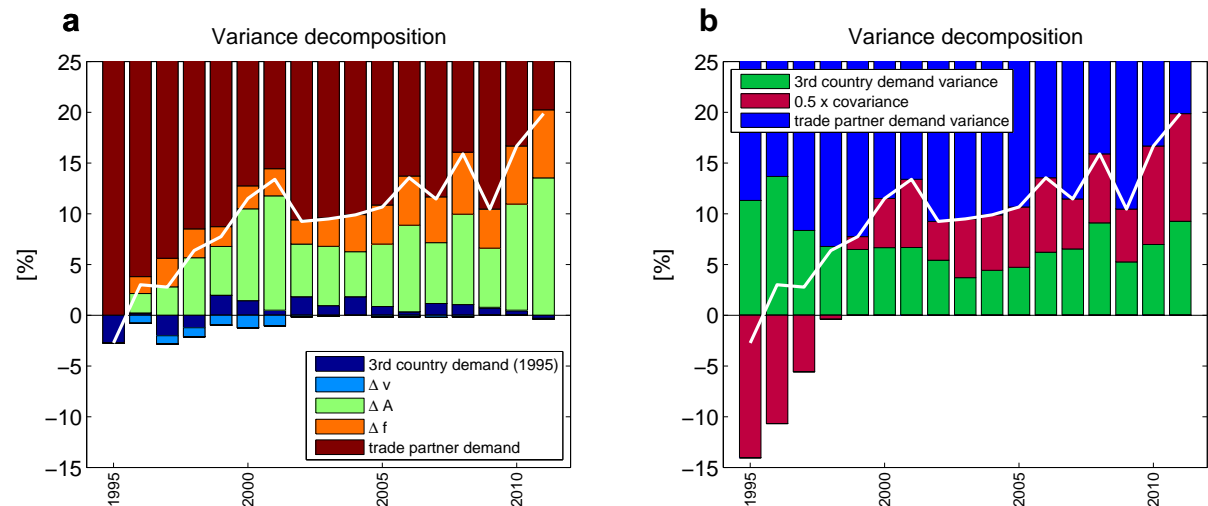 a
Variance decomposition
[%]
25
20
15
10
5
0
−5
−10
−15
3rd country demand (1995)
Δ v
Δ A
Δ f
trade partner demand
1995
2000
2005
2010
b
Variance decomposition
[%]
25
20
15
10
5
0
−5
−10
−15
3rd country demand variance
0.5 x covariance
trade partner demand variance
1995
2000
2005
2010